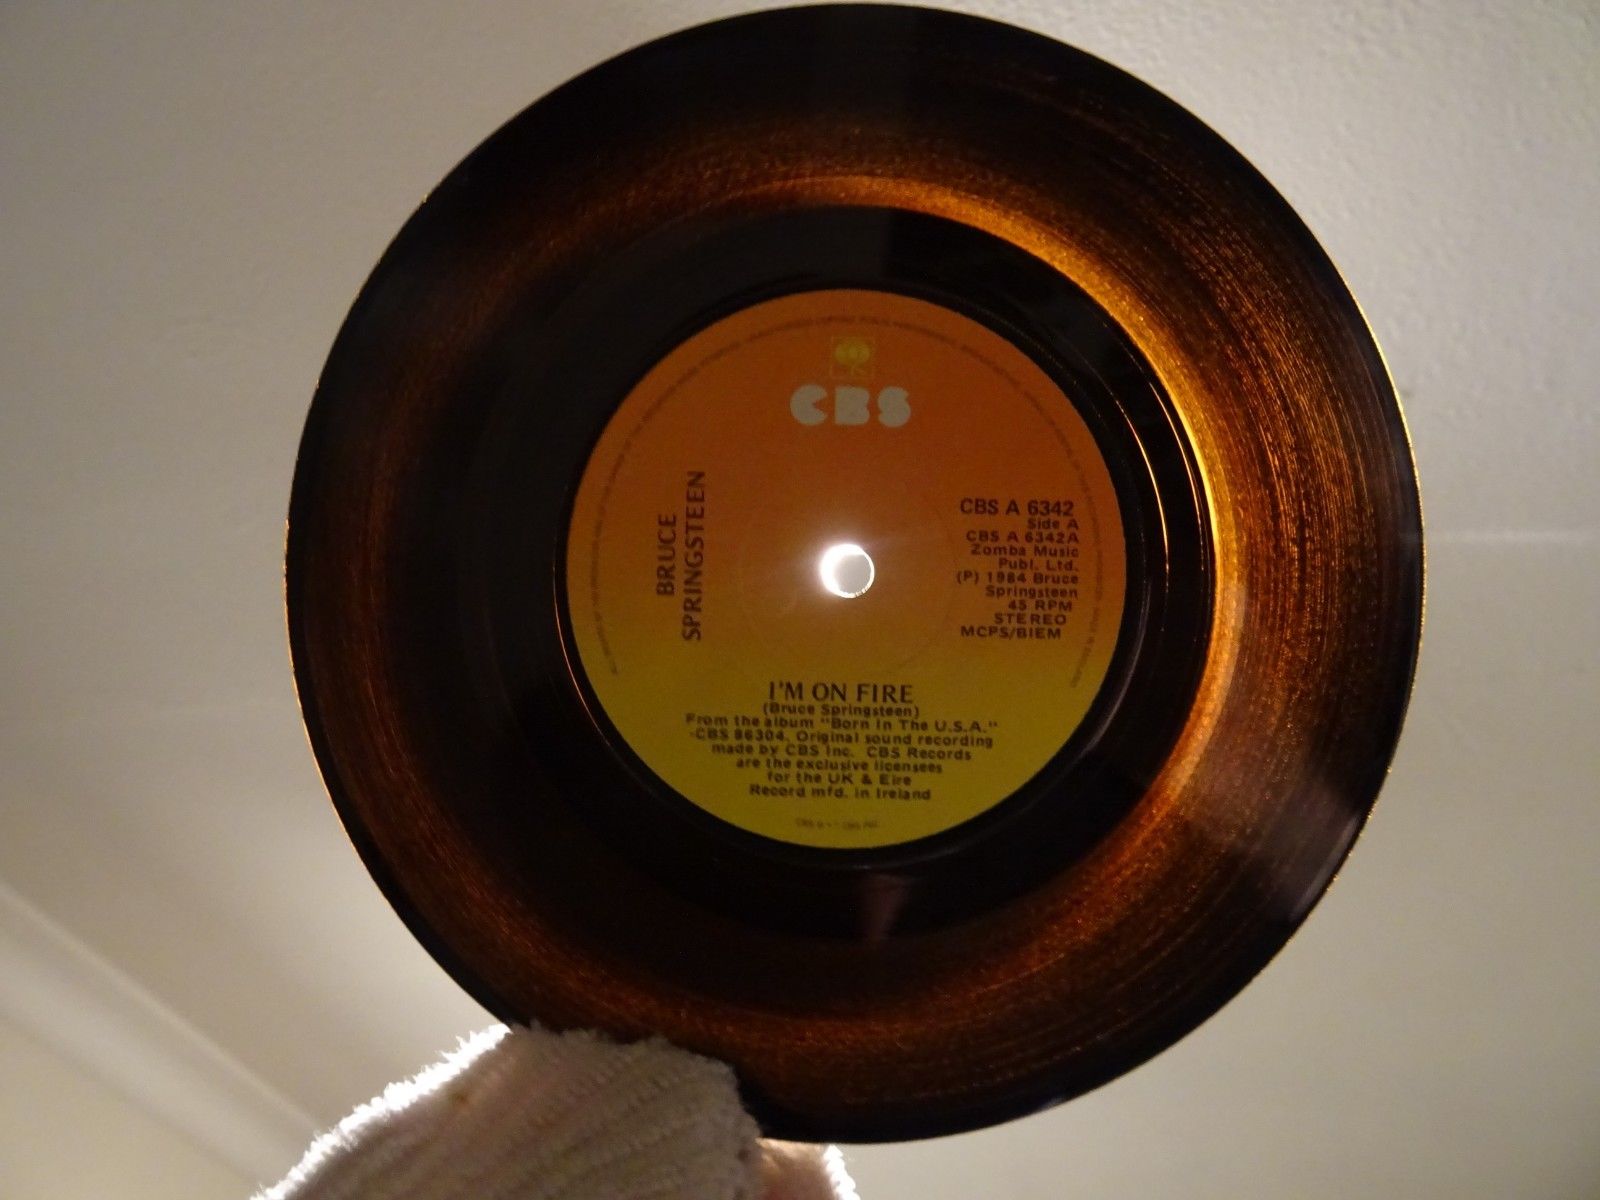 CBS
BRUCE
SPRINGSTEEN
CBS A 6342
Side A
CBS A 6342A
Zomba Music
Publ. Ltd.
(P) 1984 Bruce
Springsteen
45 RPM
STEREO
MCPS/BIEM
I'M ON FIRE
(Bruce Springsteen)
From the album "Born In The U.S.A."
-CBS 86304. Original sound recording
made by CBS Inc. CBS Records
are the exclusive licensees
for the UK & Eire
Record mfd. in Ireland